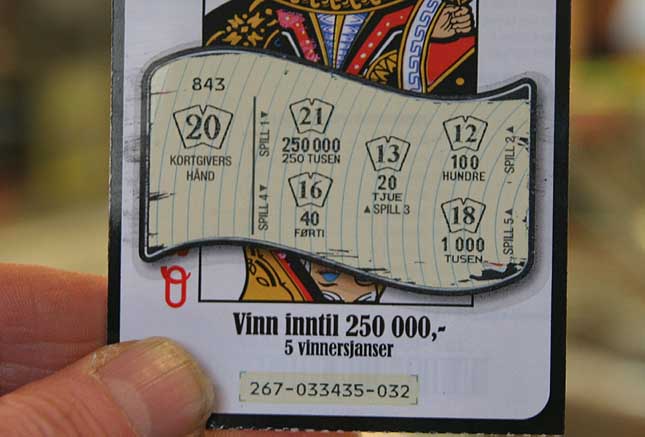 843
20
KORTGIVERS
HÅND
SPILL 1
21
250 000
250 TUSEN
SPILL 4
16
40
FØRTI
13
20
TJUE
SPILL 3
12
100
HUNDRE
SPILL 2
18
1 000
TUSEN
SPILL 5
Q
Vinn inntil 250 000,-
5 vinnersjanser
267-033435-032